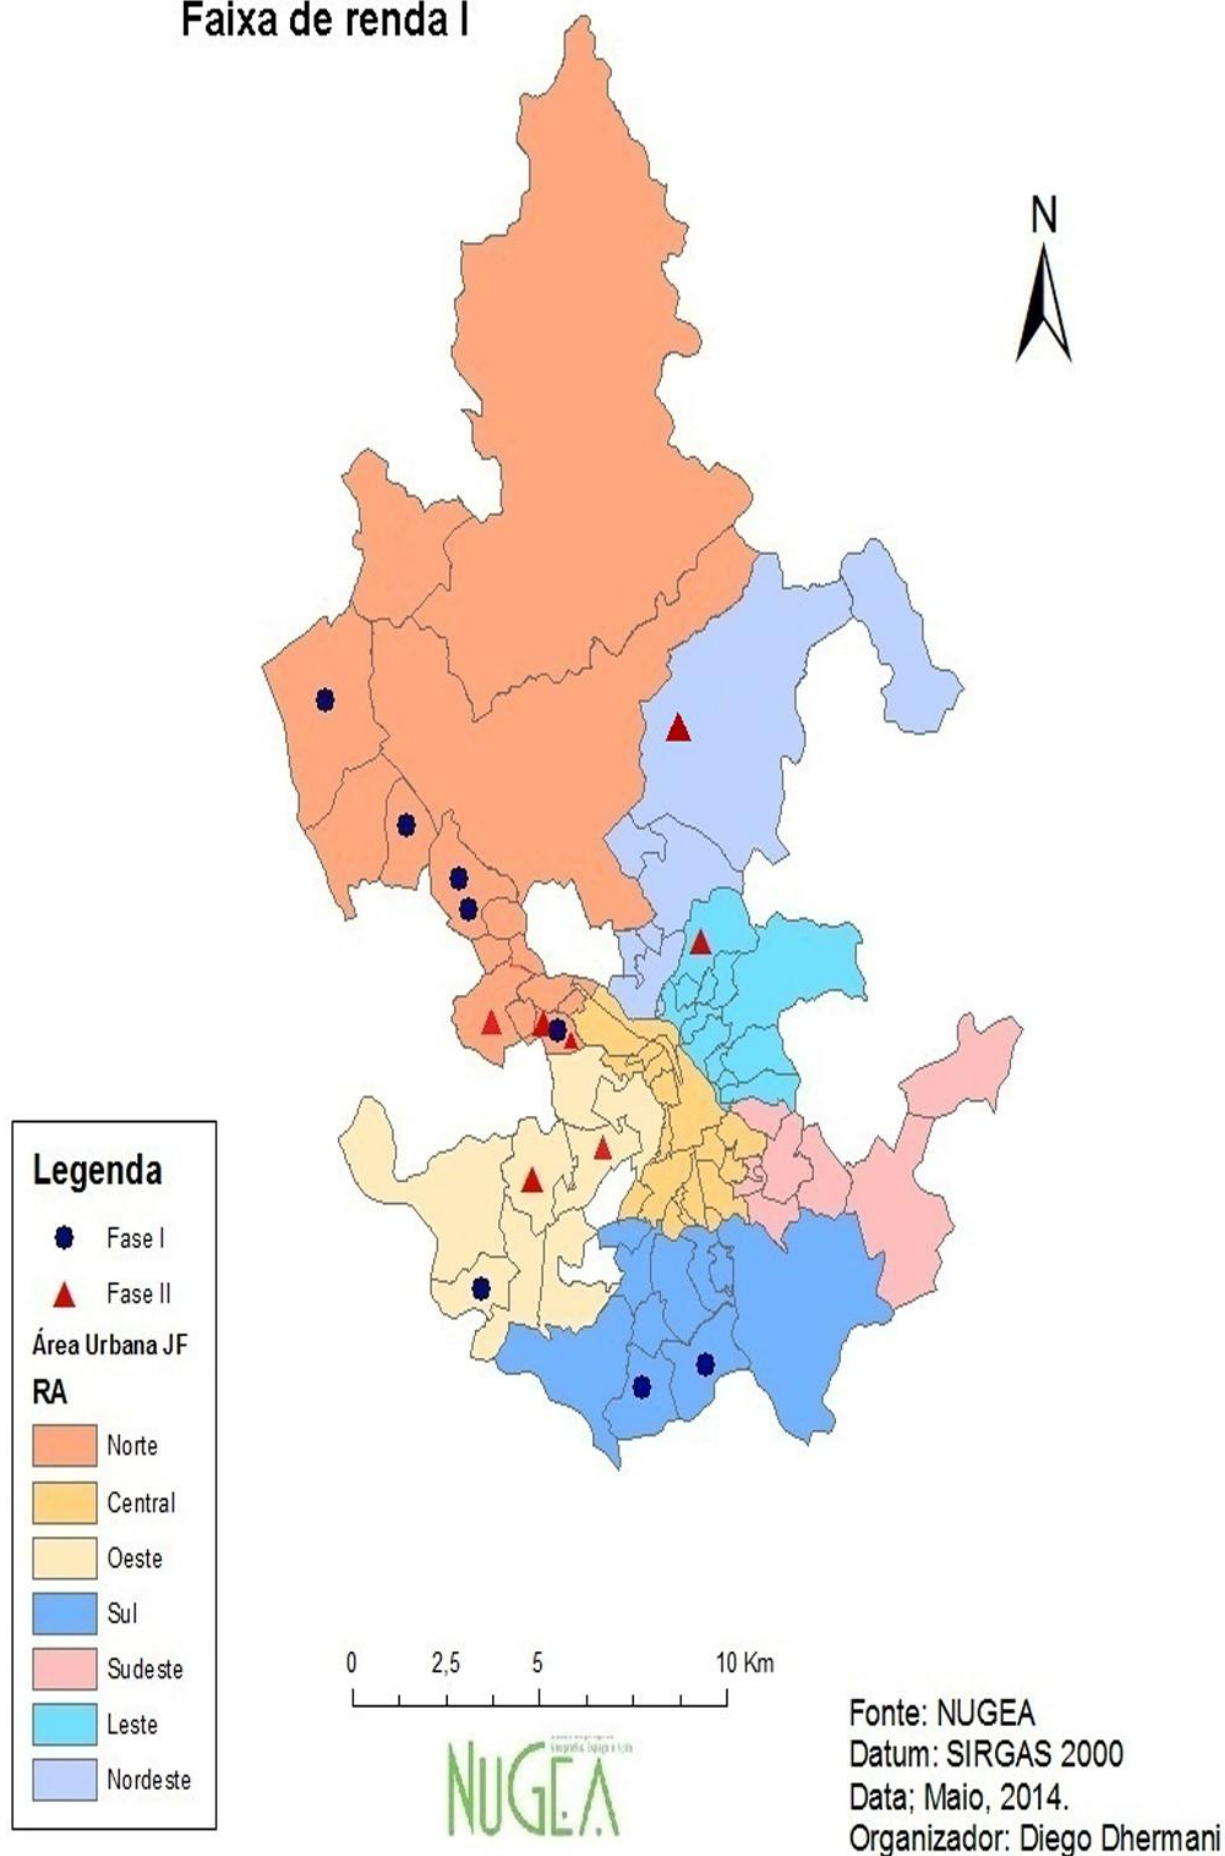 Faixa de renda I
N
Legenda
Fase I
Fase II
Área Urbana JF
RA
Norte
Central
Oeste
Sul
Sudeste
Leste
Nordeste
0 2,5 5 10 Km
NUGEA
Fonte: NUGEA
Datum: SIRGAS 2000
Data; Maio, 2014.
Organizador: Diego Dhermani